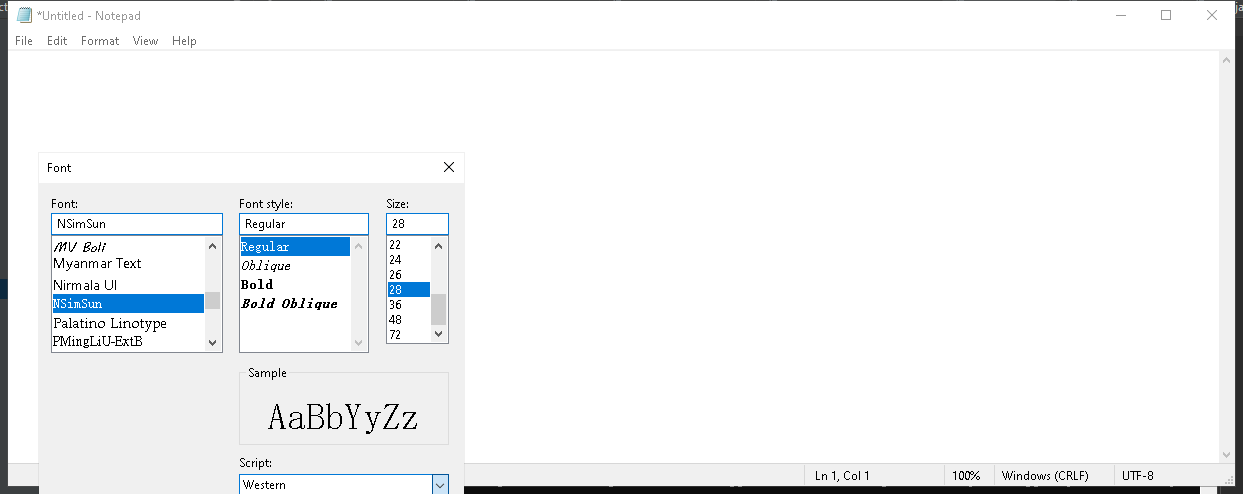 *Untitled - Notepad
File Edit Format View Help
Font
Font: Font style: Size:
NSimSun Regular 28
MV Boli
Myanmar Text
Nirmala UI
NSimSun
Palatino Linotype
PMingLiU-ExtB
Regular
Oblique
Bold
Bold Oblique
22
24
26
28
36
48
72
Sample
AaBbYyZz
Script:
Western
Ln 1, Col 1 100% Windows (CRLF) UTF-8